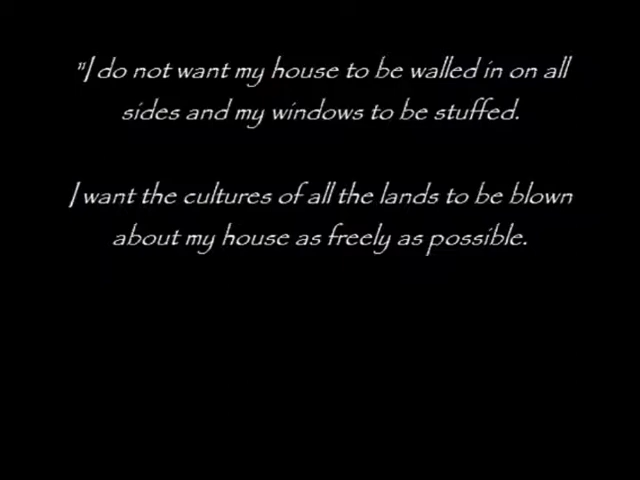 "I do not want my house to be walled in on all
sides and my windows to be stuffed.
I want the cultures of all the lands to be blown
about my house as freely as possible.